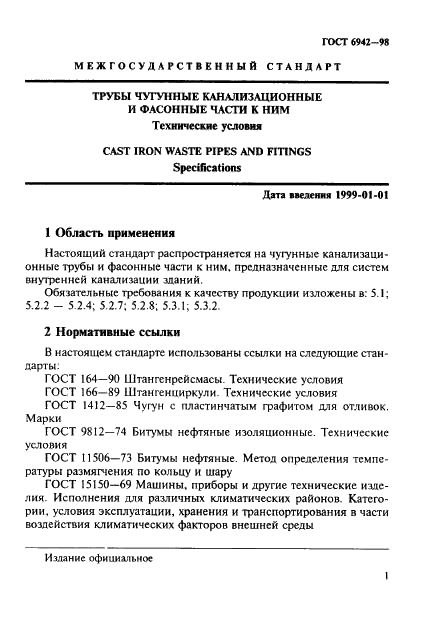 ГОСТ 6942—98
МЕЖГОСУДАРСТВЕННЫЙ СТАНДАРТ
ТРУБЫ ЧУГУННЫЕ КАНАЛИЗАЦИОННЫЕ
И ФАСОННЫЕ ЧАСТИ К НИМ
Технические условия
CAST IRON WASTE PIPES AND FITINGS
Specifications
Дата введения 1999-01-01
1 Область применения
Настоящий стандарт распространяется на чугунные канализаци-
онные трубы и фасонные части к ним, предназначенные для систем
внутренней канализации зданий.
Обязательные требования к качеству продукции изложены в: 5.1;
5.2.2 — 5.2.4; 5.2.7; 5.2.8; 5.3.1; 5.3.2.
2 Нормативные ссылки
В настоящем стандарте использованы ссылки на следующие стан-
дарты:
ГОСТ 164—90 Штангенрейсмасы. Технические условия
ГОСТ 166—89 Штангенциркули. Технические условия
ГОСТ 1412—85 Чугун с пластинчатым графитом для отливок.
Марки
ГОСТ 9812—74 Битумы нефтяные изоляционные. Технические
условия
ГОСТ 11506—73 Битумы нефтяные. Метод определения темпе-
ратуры размягчения по кольцу и шару
ГОСТ 15150—69 Машины, приборы и другие технические изде-
лия. Исполнения для различных климатических районов. Катего-
рии, условия эксплуатации, хранения и транспортирования в части
воздействия климатических факторов внешней среды
Издание официальное
1